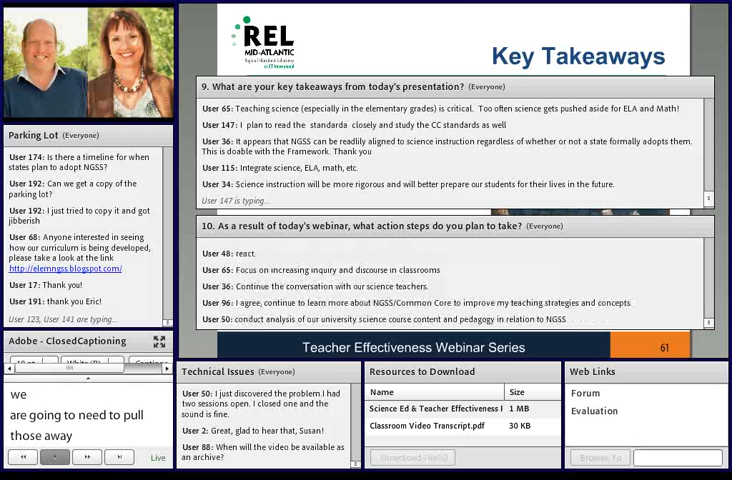 REL
MID-ATLANTIC
Regional Educational Laboratory
At ICF International
Key Takeaways
9. What are your key takeaways from today's presentation? (Everyone)
User 65: Teaching science (especially in the elementary grades) is critical. Too often science gets pushed aside for ELA and Math!
User 147: I plan to read the standarda closely and study the CC standards as well
User 36: It appears that NGSS can be readlily aligned to science instruction regardless of whether or not a state formally adopts them.
This is doable with the Framework. Thank you
User 115: Integrate science, ELA, math, etc.
User 34: Science instruction will be more rigorous and will better prepare our students for their lives in the future.
User 147 is typing...
10. As a result of today's webinar, what action steps do you plan to take? (Everyone)
User 48: react.
User 65: Focus on increasing inquiry and discourse in classrooms
User 36: Continue the conversation with our science teachers.
User 96: I agree, continue to learn more about NGSS/Common Core to improve my teaching strategies and concepts.
User 50: conduct analysis of our university science course content and pedagogy in relation to NGSS
Teacher Effectiveness Webinar Series
61
Parking Lot (Everyone)
User 174: Is there a timeline for when
states plan to adopt NGSS?
User 192: Can we get a copy of the
parking lot?
User 192: I just tried to copy it and got
jibberish
User 68: Anyone interested in seeing
how our curriculum is being developed,
please take a look at the link
http://elemngss.blogspot.com/
User 17: Thank you!
User 191: thank you Eric!
User 123, User 141 are typing...
Adobe - ClosedCaptioning
we
are going to need to pull
those away
Live
Technical Issues (Everyone)
User 50: I just discovered the problem.I had
two sessions open. I closed one and the
sound is fine.
User 2: Great, glad to hear that, Susan!
User 88: When will the video be available as
an archive?
Resources to Download
Name Size
Science Ed & Teacher Effectiveness 1 MB
Classroom Video Transcript.pdf 30 KB
Download File(s)
Web Links
Forum
Evaluation
Browse To